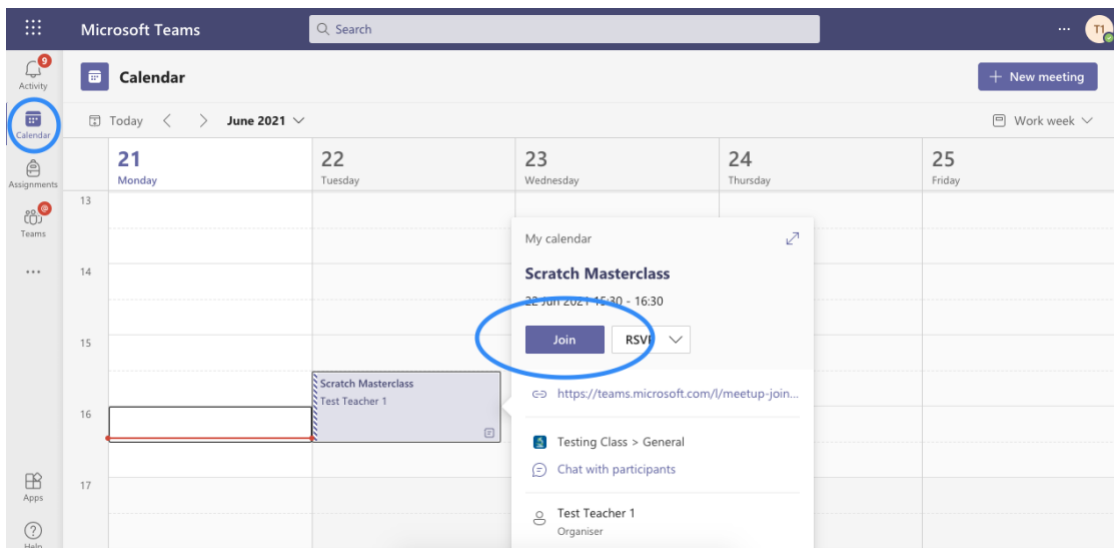 Microsoft Teams
Search
T1
9
Activity
Calendar
Calendar
New meeting
Today
June 2021
Work week
Assignments
Teams
21
Monday
22
Tuesday
23
Wednesday
24
Thursday
25
Friday
13
14
15
16
17
My calendar
Scratch Masterclass
22 Jun 2021 15:30 - 16:30
Join
RSVP
https://teams.microsoft.com/l/meetup-join...
Testing Class > General
Chat with participants
Test Teacher 1
Organiser
Scratch Masterclass
Test Teacher 1
Apps
Help